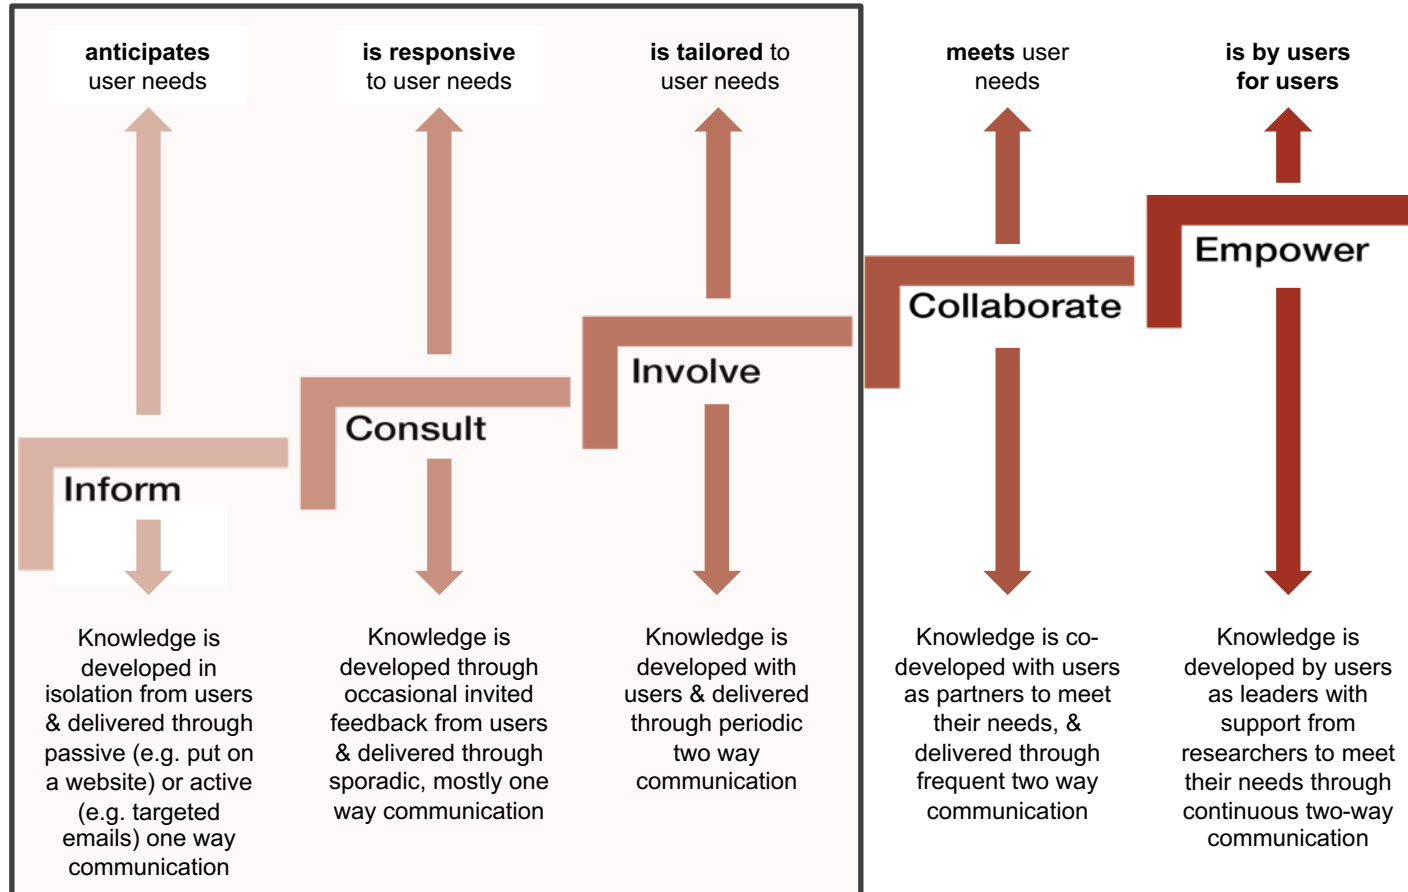 anticipates
user needs
is responsive
to user needs
is tailored to
user needs
meets user
needs
is by users
for users
Inform
Consult
Involve
Collaborate
Empower
Knowledge is
developed in
isolation from users
& delivered through
passive (e.g. put on
a website) or active
(e.g. targeted
emails) one way
communication
Knowledge is
developed through
occasional invited
feedback from users
& delivered through
sporadic, mostly one
way communication
Knowledge is
developed with
users & delivered
through periodic
two way
communication
Knowledge is co-
developed with users
as partners to meet
their needs, &
delivered through
frequent two way
communication
Knowledge is
developed by users
as leaders with
support from
researchers to meet
their needs through
continuous two-way
communication